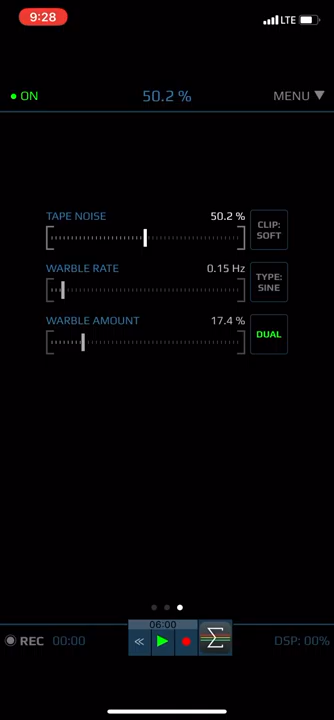 9:28
LTE
ON
50.2 %
MENU ▼
TAPE NOISE
50.2 %
CLIP:
SOFT
WARBLE RATE
0.15 Hz
TYPE:
SINE
WARBLE AMOUNT
17.4 %
DUAL
06:00
REC 00:00
Σ
DSP: 00%